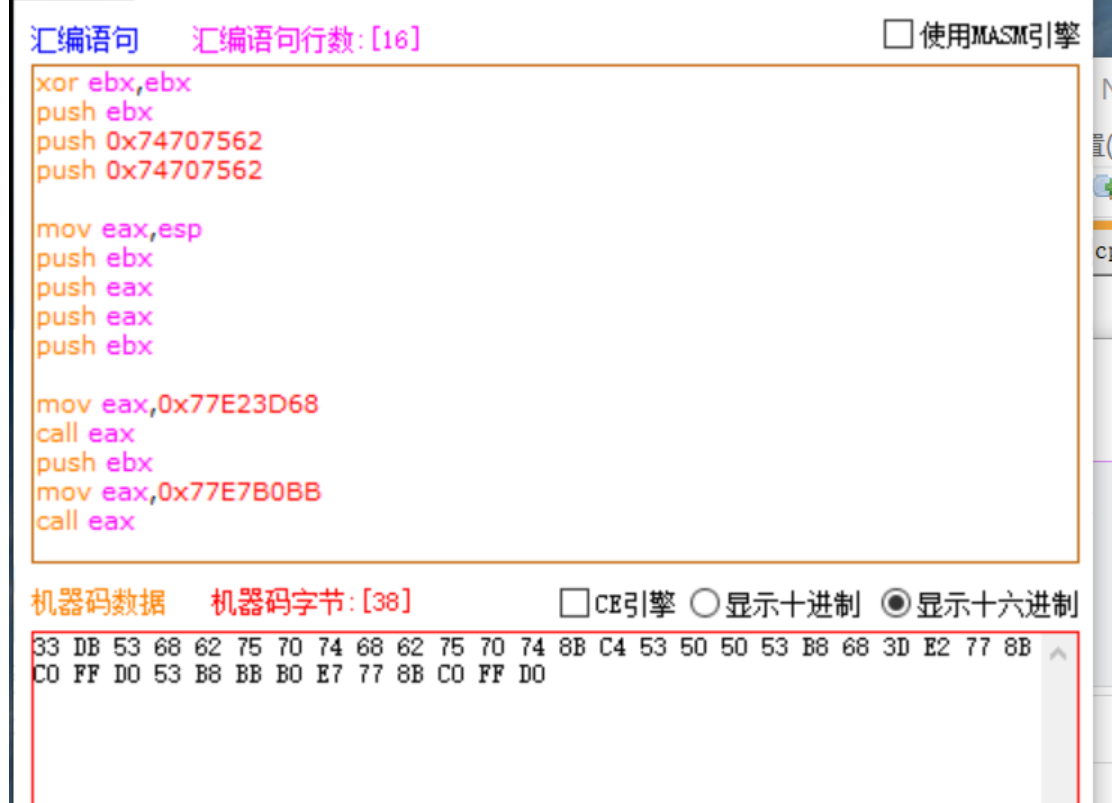 汇编语句 汇编语句行数:[16] 使用MASM引擎
xor ebx,ebx
push ebx
push 0x74707562
push 0x74707562
mov eax,esp
push ebx
push eax
push eax
push ebx
mov eax,0x77E23D68
call eax
push ebx
mov eax,0x77E7B0BB
call eax
机器码数据 机器码字节:[38] CE引擎 显示十进制 显示十六进制
33 DB 53 68 62 75 70 74 68 62 75 70 74 8B C4 53 50 50 53 B8 68 3D E2 77 8B
C0 FF D0 53 B8 BB B0 E7 77 8B C0 FF D0